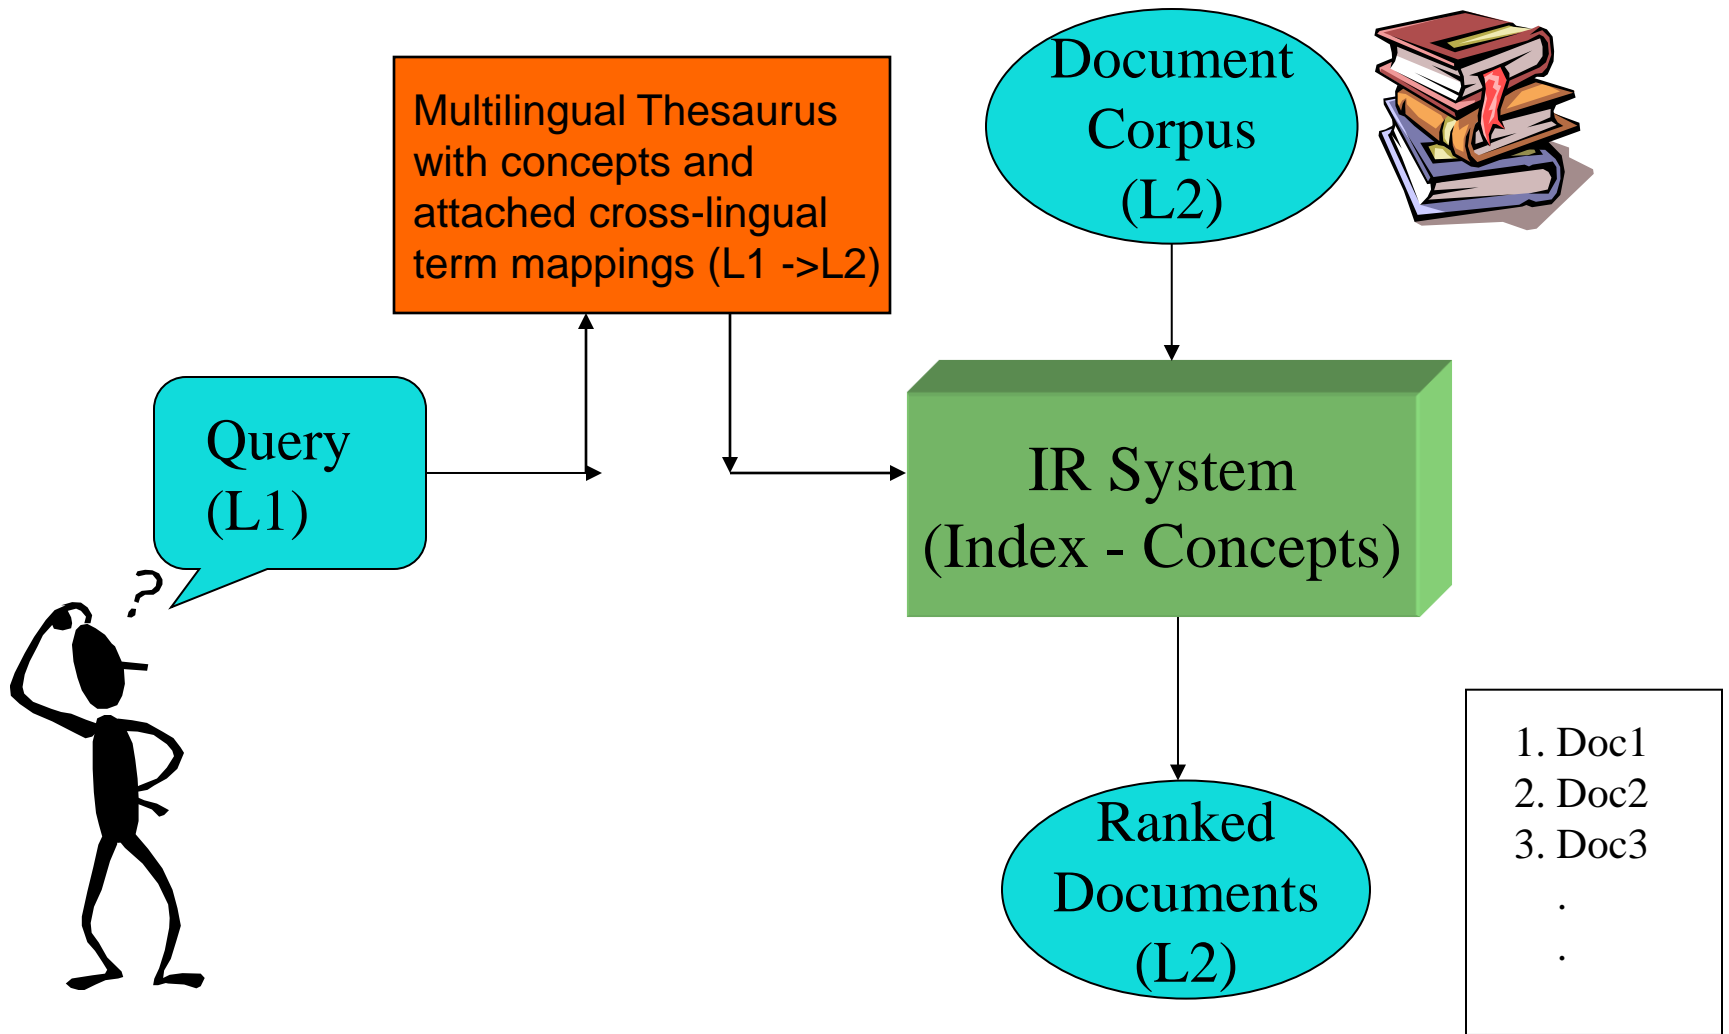 Multilingual Thesaurus
with concepts and
attached cross-lingual
term mappings (L1 ->L2)
Document
Corpus
(L2)
Query
(L1)
?
IR System
(Index - Concepts)
Ranked
Documents
(L2)
1. Doc1
2. Doc2
3. Doc3
.
.